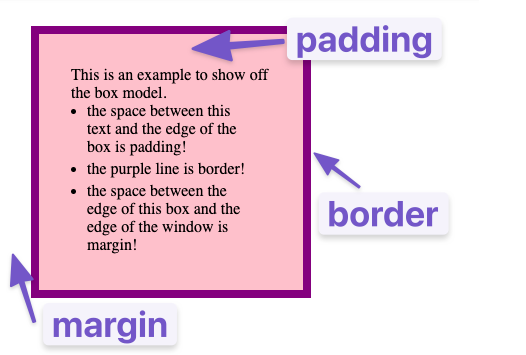 padding
This is an example to show off
the box model.
• the space between this
text and the edge of the
box is padding!
• the purple line is border!
• the space between the
edge of this box and the
edge of the window is
margin!
border
margin